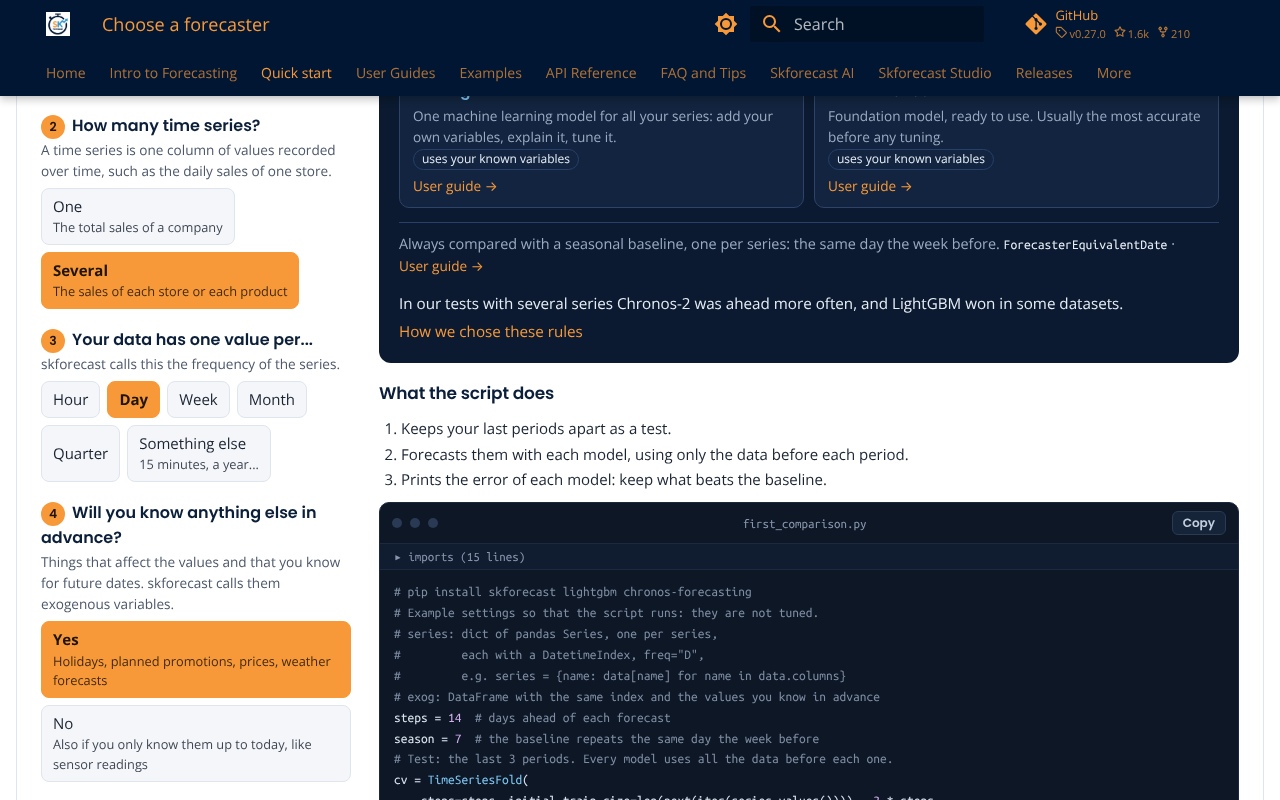 Choose a forecaster
Search
GitHub
v0.27.0 1.6k 210
Home Intro to Forecasting Quick start User Guides Examples API Reference FAQ and Tips Skforecast AI Skforecast Studio Releases More
2 How many time series?
A time series is one column of values recorded
over time, such as the daily sales of one store.
One
The total sales of a company
Several
The sales of each store or each product
3 Your data has one value per...
skforecast calls this the frequency of the series.
Hour Day Week Month
Quarter
Something else
15 minutes, a year...
4 Will you know anything else in
advance?
Things that affect the values and that you know
for future dates. skforecast calls them
exogenous variables.
Yes
Holidays, planned promotions, prices, weather
forecasts
No
Also if you only know them up to today, like
sensor readings
One machine learning model for all your series: add your
own variables, explain it, tune it.
uses your known variables
User guide →
Foundation model, ready to use. Usually the most accurate
before any tuning.
uses your known variables
User guide →
Always compared with a seasonal baseline, one per series: the same day the week before. ForecasterEquivalentDate ·
User guide →
In our tests with several series Chronos-2 was ahead more often, and LightGBM won in some datasets.
How we chose these rules
What the script does
1. Keeps your last periods apart as a test.
2. Forecasts them with each model, using only the data before each period.
3. Prints the error of each model: keep what beats the baseline.
first_comparison.py
Copy
▸ imports (15 lines)
# pip install skforecast lightgbm chronos-forecasting
# Example settings so that the script runs: they are not tuned.
# series: dict of pandas Series, one per series,
#         each with a DatetimeIndex, freq="D",
#         e.g. series = {name: data[name] for name in data.columns}
# exog: DataFrame with the same index and the values you know in advance
steps = 14  # days ahead of each forecast
season = 7  # the baseline repeats the same day the week before
# Test: the last 3 periods. Every model uses all the data before each one.
cv = TimeSeriesFold(